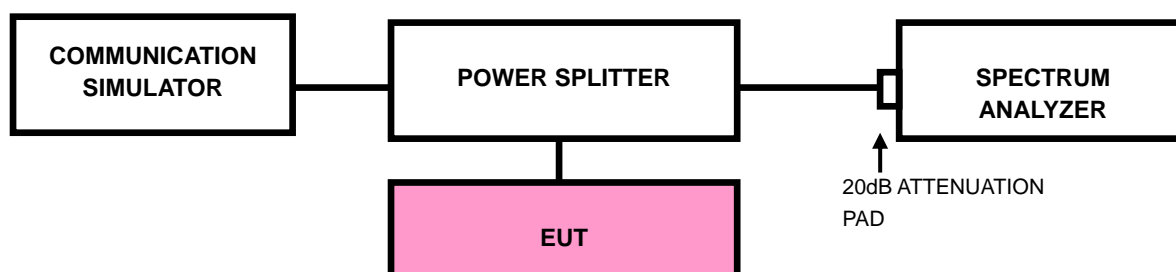 COMMUNICATION
SIMULATOR
POWER SPLITTER
SPECTRUM
ANALYZER
20dB ATTENUATION
PAD
EUT